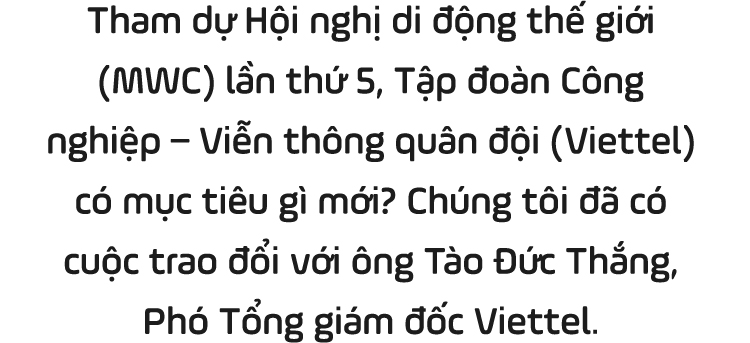 Tham dự Hội nghị di động thế giới
(MWC) lần thứ 5, Tập đoàn Công
nghiệp – Viễn thông quân đội (Viettel)
có mục tiêu gì mới? Chúng tôi đã có
cuộc trao đổi với ông Tào Đức Thắng,
Phó Tổng giám đốc Viettel.